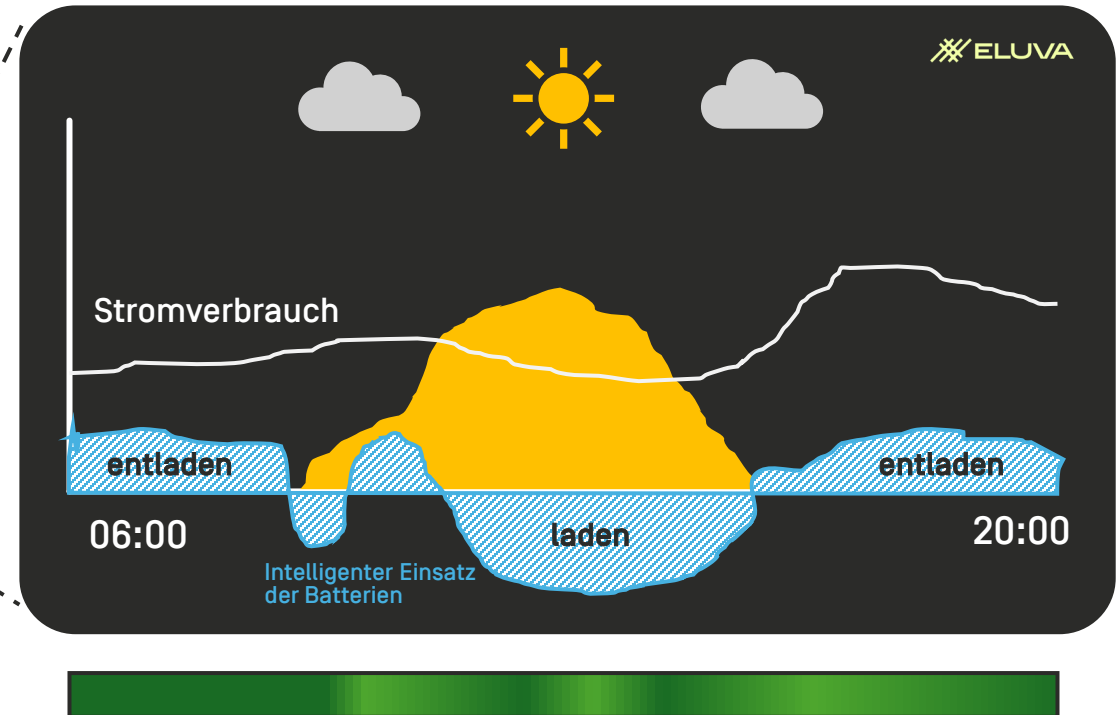 ELUVA
Stromverbrauch
entladen
entladen
06:00
laden
20:00
Intelligenter Einsatz
der Batterien